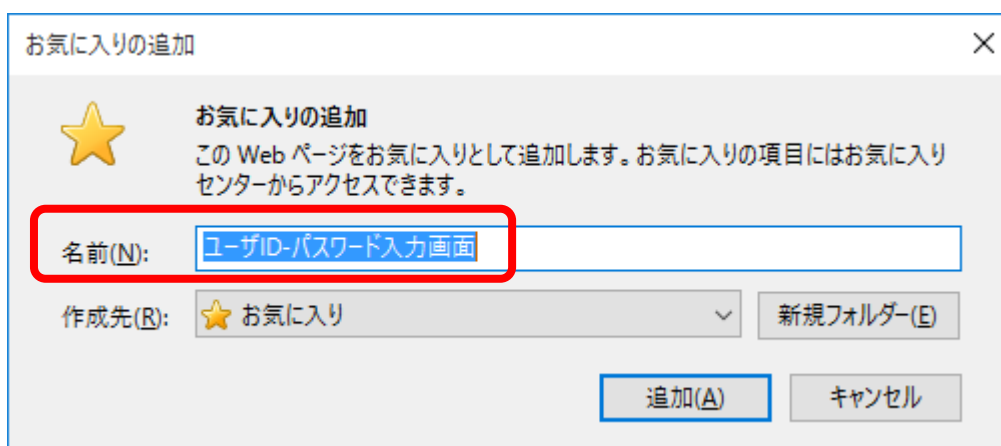 お気に入りの追加
お気に入りの追加
この Web ページをお気に入りとして追加します。お気に入りの項目にはお気に入り
センターからアクセスできます。
名前(N): ユーザID-パスワード入力画面
作成先(R): お気に入り 新規フォルダー(E)
追加(A) キャンセル